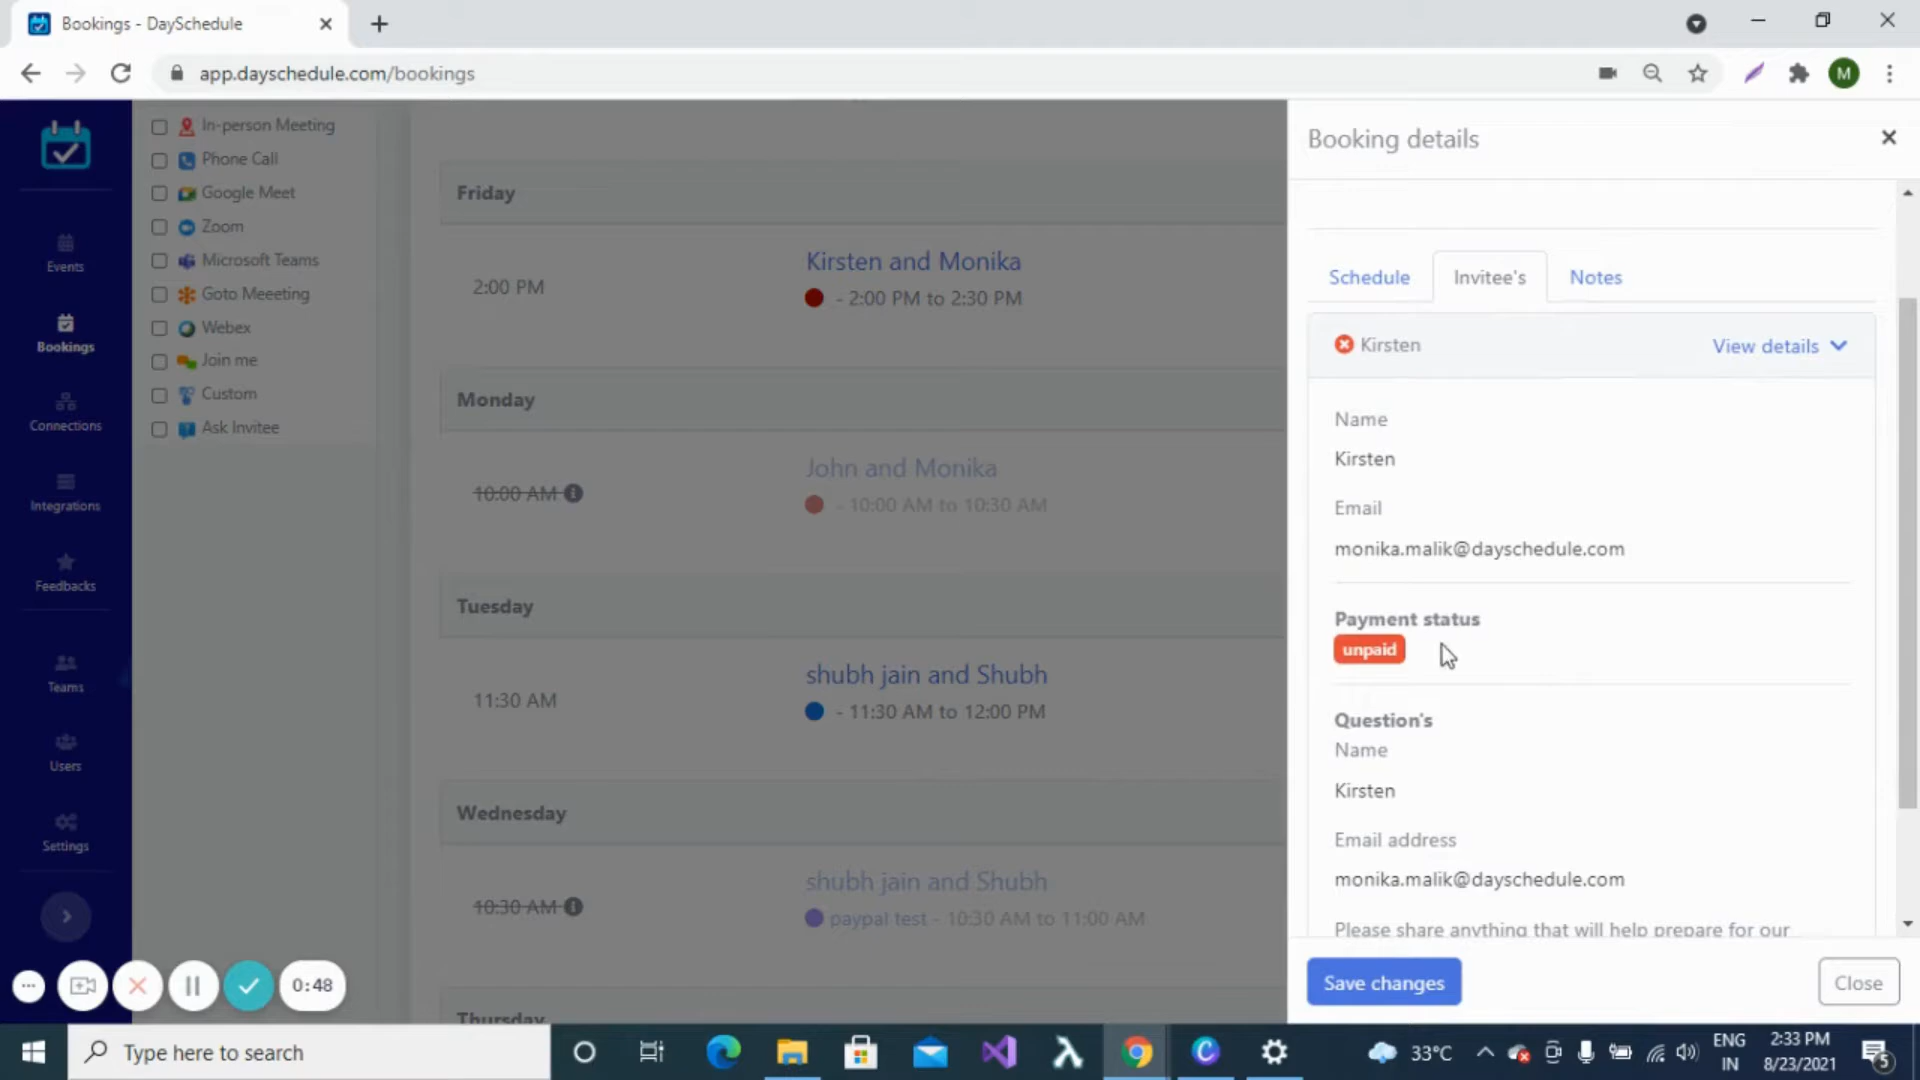 Bookings - DaySchedule
app.dayschedule.com/bookings
M
Events
Bookings
Connections
Integrations
Feedbacks
Teams
Users
Settings
In-person Meeting
Phone Call
Google Meet
Zoom
Microsoft Teams
Goto Meeeting
Webex
Join me
Custom
Ask Invitee
Friday
2:00 PM
Kirsten and Monika
- 2:00 PM to 2:30 PM
Monday
10:00 AM
John and Monika
- 10:00 AM to 10:30 AM
Tuesday
11:30 AM
shubh jain and Shubh
- 11:30 AM to 12:00 PM
Wednesday
10:30 AM
shubh jain and Shubh
paypal test - 10:30 AM to 11:00 AM
Thursday
Booking details
Schedule
Invitee's
Notes
Kirsten
View details
Name
Kirsten
Email
monika.malik@dayschedule.com
Payment status
unpaid
Question's
Name
Kirsten
Email address
monika.malik@dayschedule.com
Please share anything that will help prepare for our
Save changes
Close
0:48
Type here to search
33°C
ENG
IN
2:33 PM
8/23/2021
5